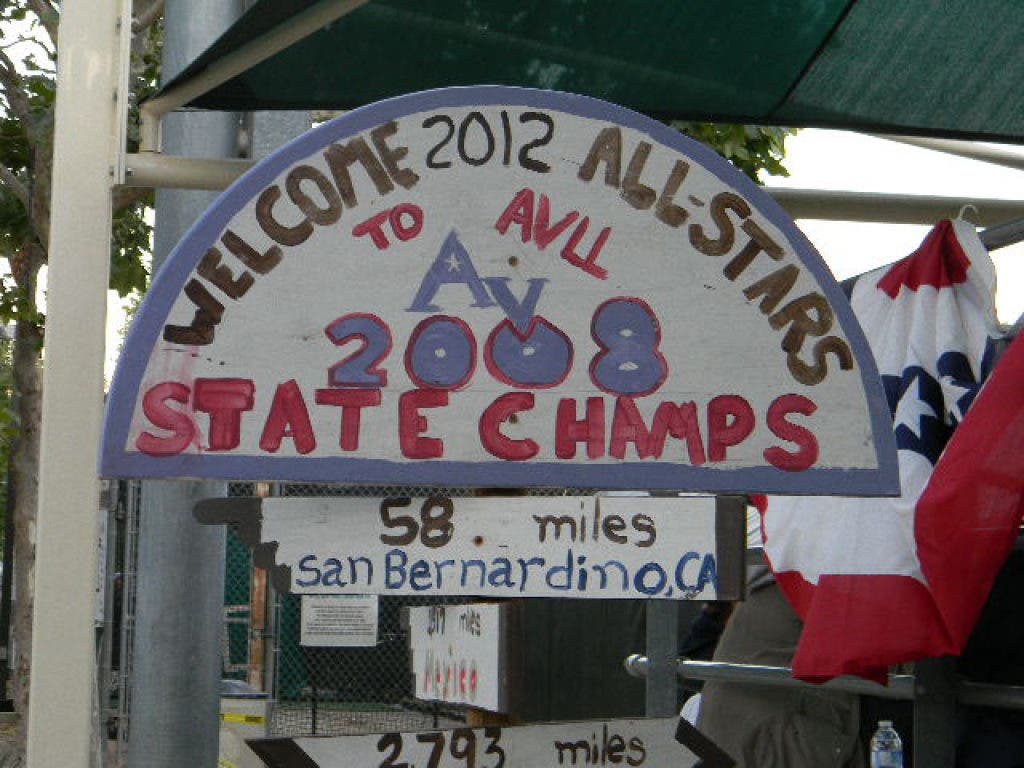 WELCOME 2012 ALL-STARS
TO AVLL
AV
2008
STATE CHAMPS
58 miles
San Bernardino, CA
miles
Mexico
2,793 miles